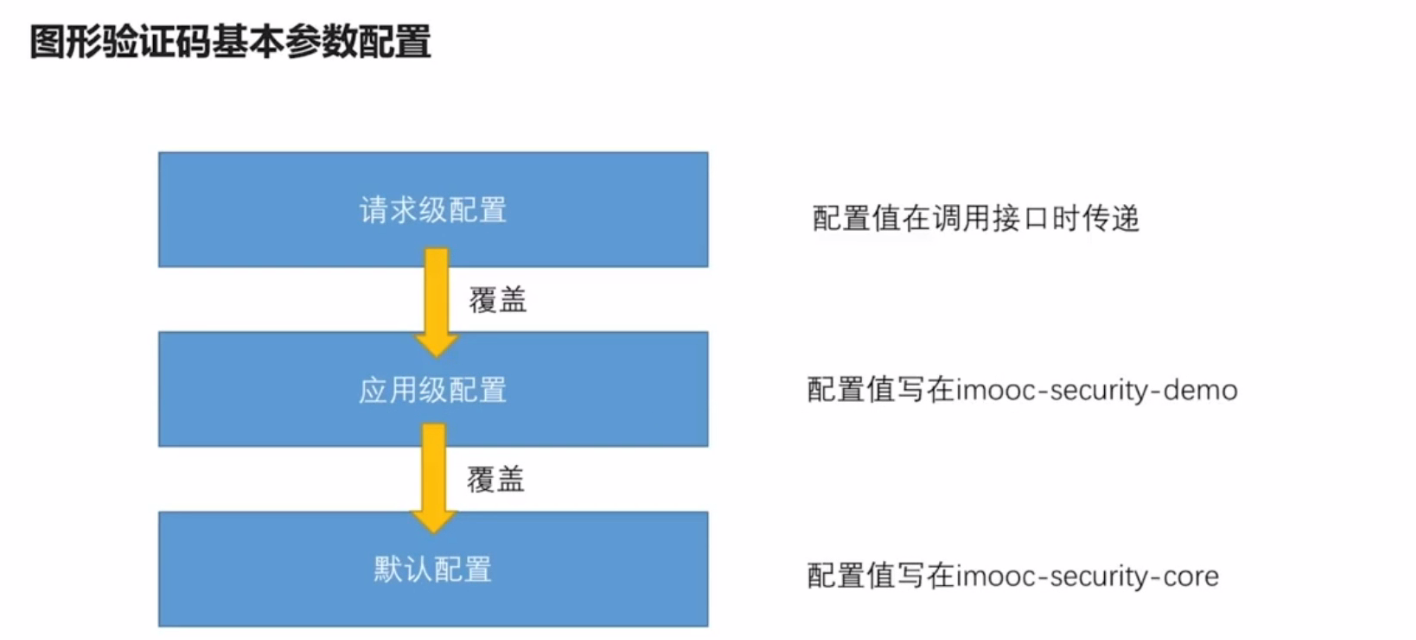 图形验证码基本参数配置
请求级配置
配置值在调用接口时传递
覆盖
应用级配置
配置值写在imooc-security-demo
覆盖
默认配置
配置值写在imooc-security-core